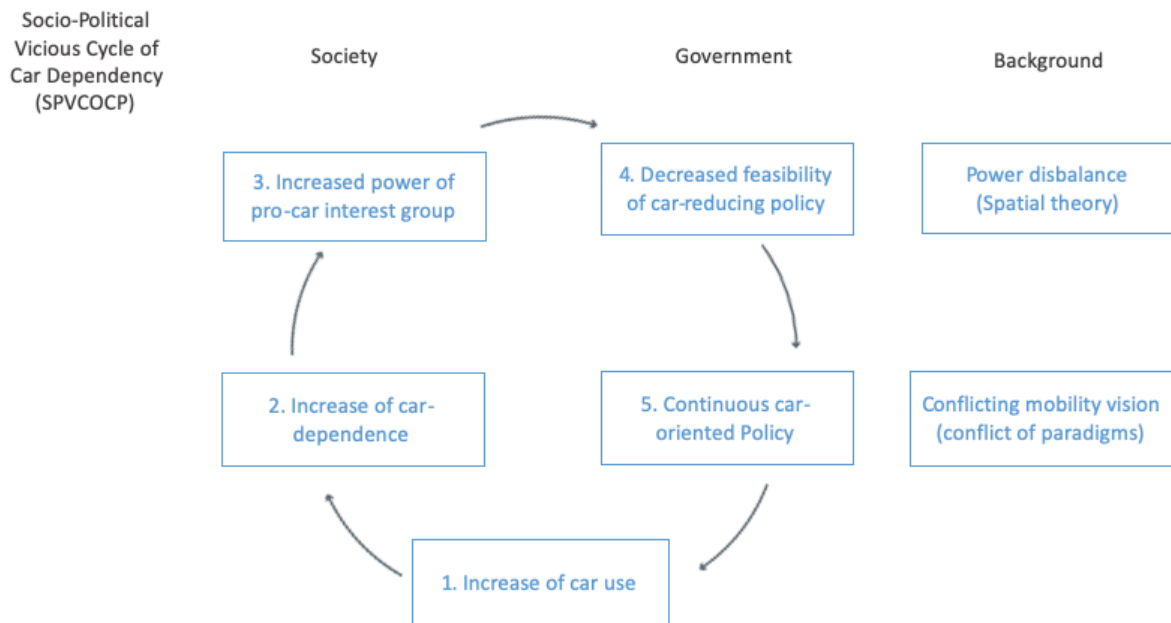 Socio-Political
Vicious Cycle of
Car Dependency
(SPVCOCP)
Society
Government
Background
3. Increased power of
pro-car interest group
4. Decreased feasibility
of car-reducing policy
Power disbalance
(Spatial theory)
2. Increase of car-
dependence
5. Continuous car-
oriented Policy
Conflicting mobility vision
(conflict of paradigms)
1. Increase of car use